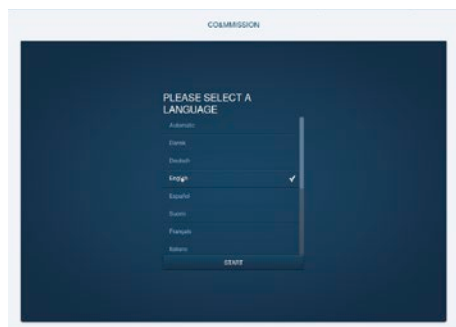 COMMISSION
PLEASE SELECT A
LANGUAGE
Automatic
Dansk
Deutsch
English
Español
Suomi
Français
Italiano
START